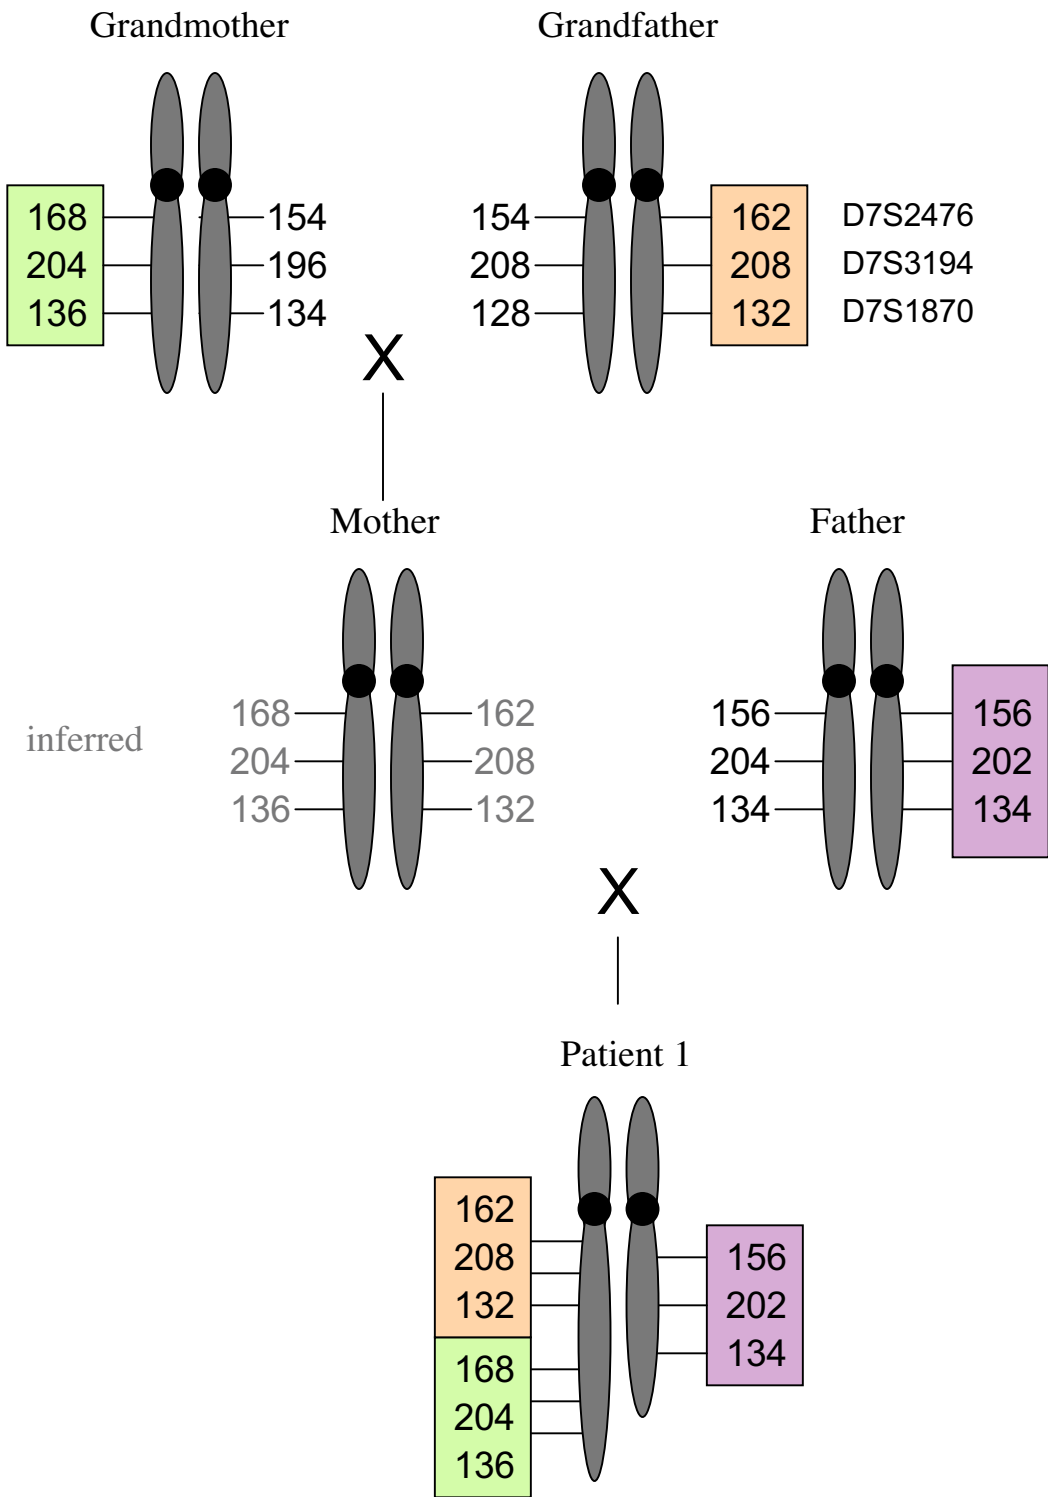 Grandmother Grandfather
168 154 154 162 D7S2476
204 196 208 208 D7S3194
136 134 128 132 D7S1870
X
Mother Father
inferred
168 162 156 156
204 208 204 202
136 132 134 134
X
Patient 1
162
208 156
132 202
134
168
204
136